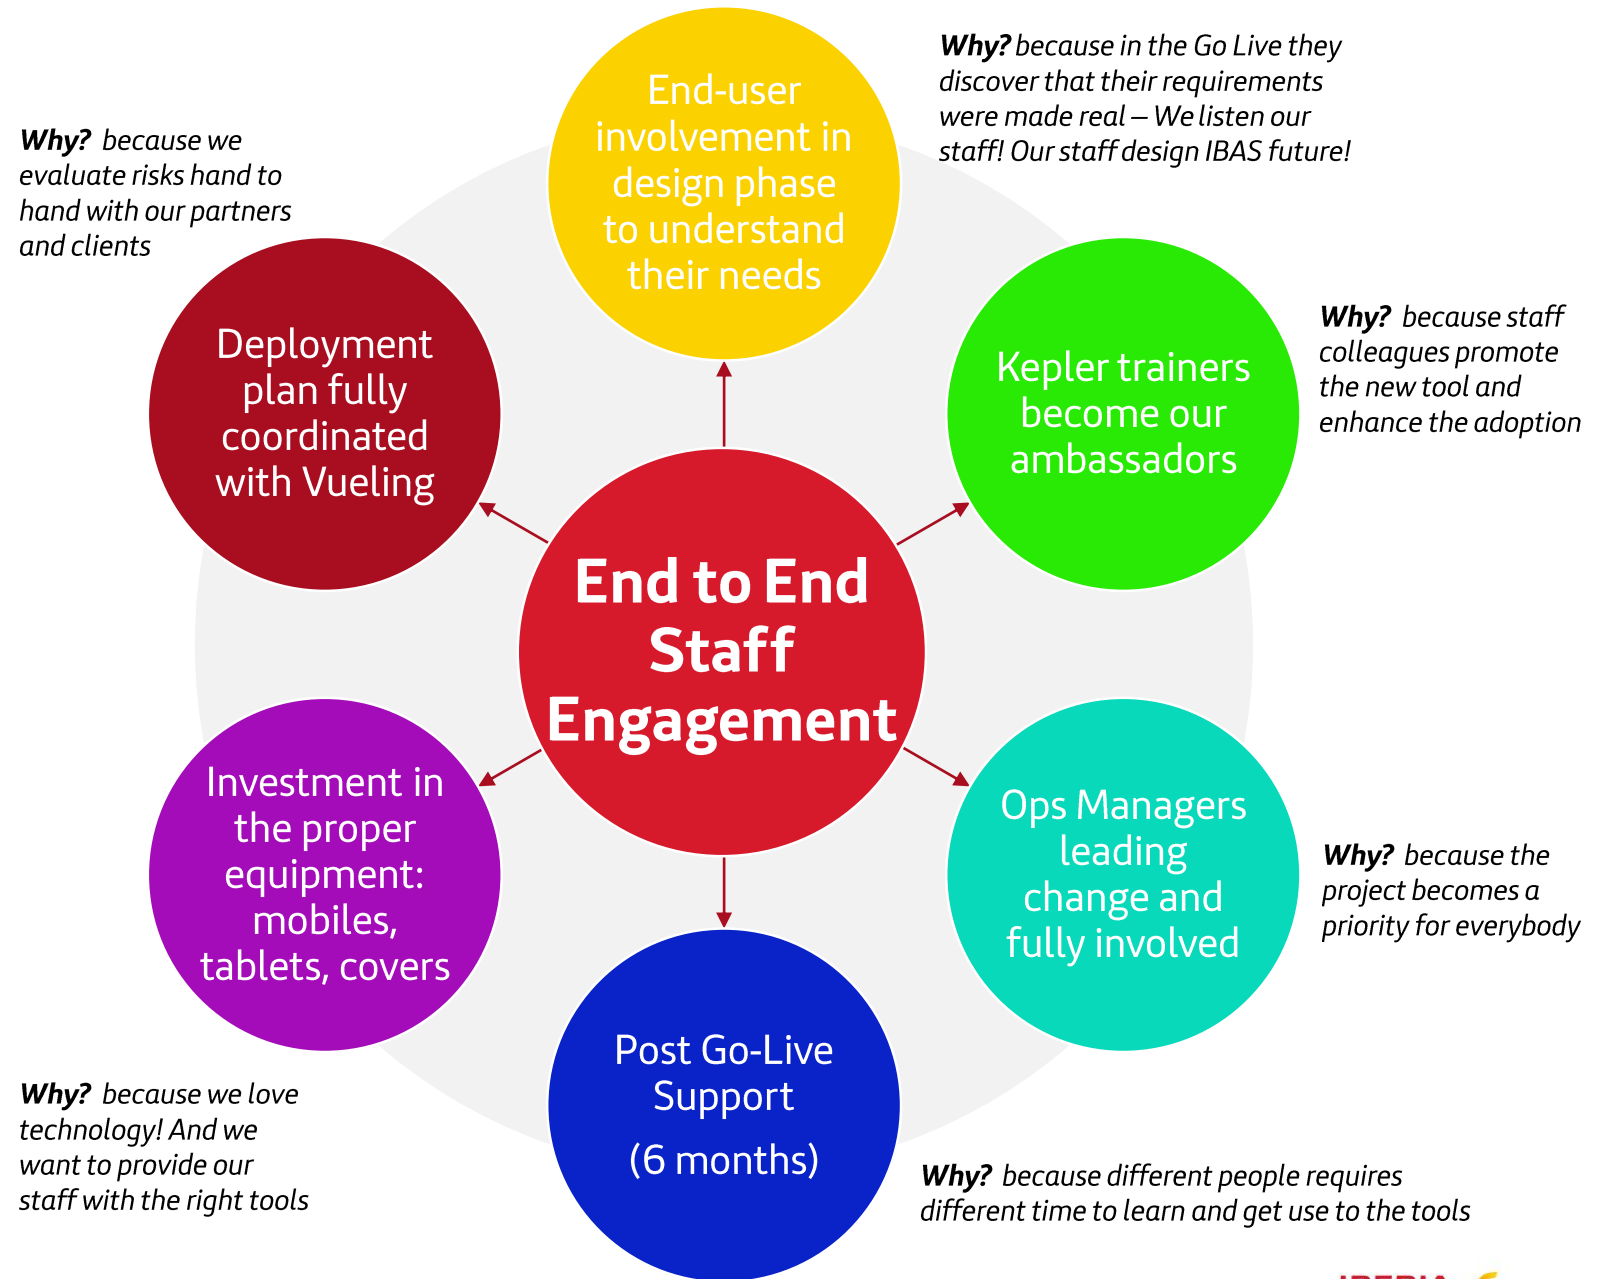 End-user
involvement in
design phase
to understand
their needs
Why? because in the Go Live they
discover that their requirements
were made real – We listen our
staff! Our staff design IBAS future!
Kepler trainers
become our
ambassadors
Why? because staff
colleagues promote
the new tool and
enhance the adoption
Ops Managers
leading
change and
fully involved
Why? because the
project becomes a
priority for everybody
Post Go-Live
Support
(6 months)
Why? because different people requires
different time to learn and get use to the tools
Investment in
the proper
equipment:
mobiles,
tablets, covers
Why? because we love
technology! And we
want to provide our
staff with the right tools
Deployment
plan fully
coordinated
with Vueling
Why? because we
evaluate risks hand to
hand with our partners
and clients
End to End
Staff
Engagement
IBERIA